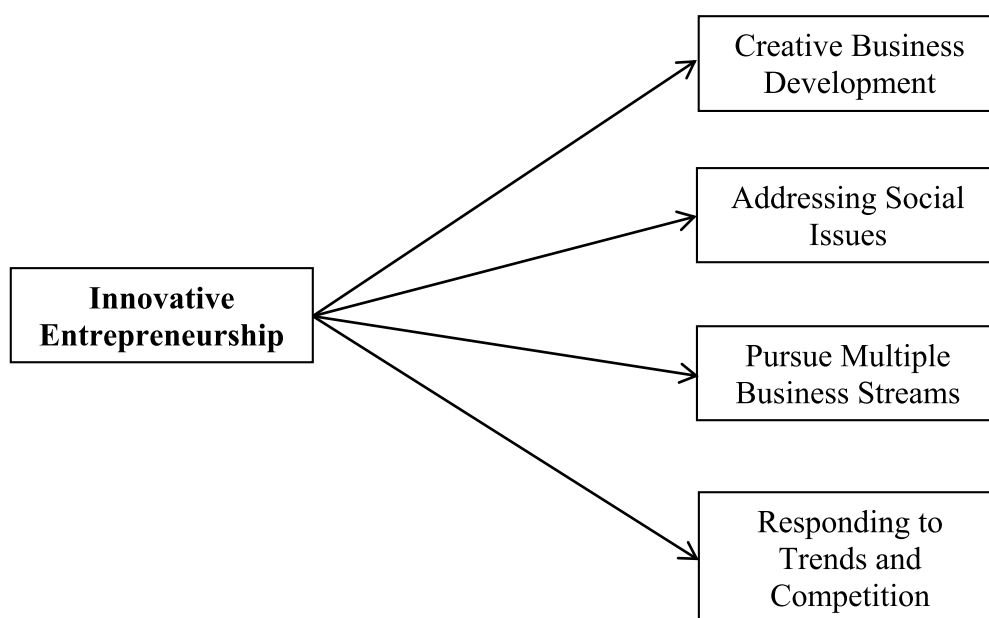 Creative Business
Development
Addressing Social
Issues
Innovative
Entrepreneurship
Pursue Multiple
Business Streams
Responding to
Trends and
Competition